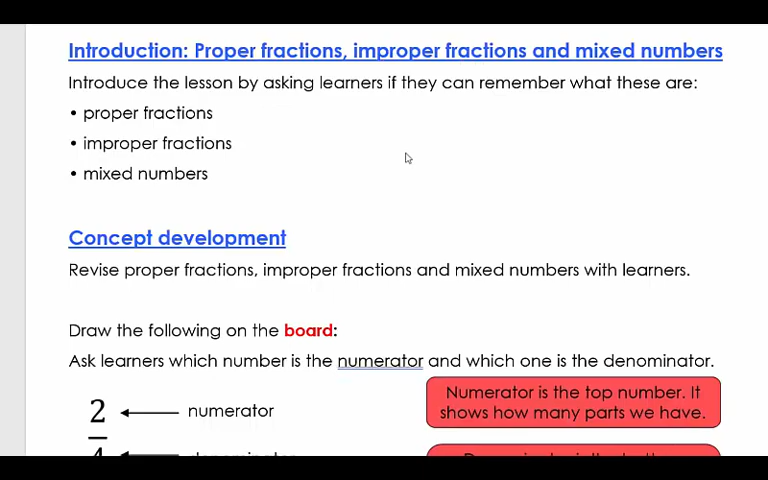 Introduction: Proper fractions, improper fractions and mixed numbers
Introduce the lesson by asking learners if they can remember what these are:
• proper fractions
• improper fractions
• mixed numbers
Concept development
Revise proper fractions, improper fractions and mixed numbers with learners.
Draw the following on the board:
Ask learners which number is the numerator and which one is the denominator.
2 numerator
Numerator is the top number. It
shows how many parts we have.
4